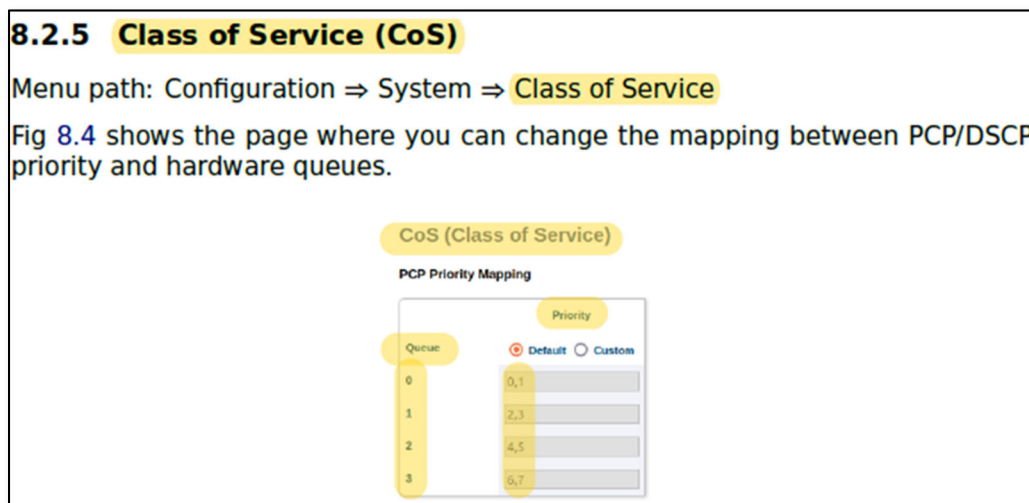 8.2.5 Class of Service (CoS)
Menu path: Configuration ⇒ System ⇒ Class of Service
Fig 8.4 shows the page where you can change the mapping between PCP/DSCP
priority and hardware queues.
CoS (Class of Service)
PCP Priority Mapping
Priority
Queue Default Custom
0 0,1
1 2,3
2 4,5
3 6,7